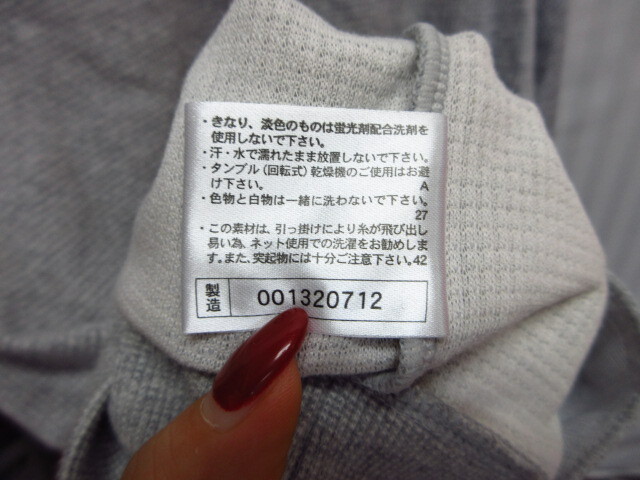 ・きなり、淡色のものは蛍光剤配合洗剤を
使用しないで下さい。
・汗・水で濡れたまま放置しないで下さい。
・タンブル(回転式)乾燥機のご使用はお避
け下さい。 A
・色物と白物は一緒に洗わないで下さい。
27
・この素材は、引っ掛けにより糸が飛び出し
易い為、ネット使用での洗濯をお勧めしま
す。また、突起物には十分ご注意下さい。42
製造 001320712